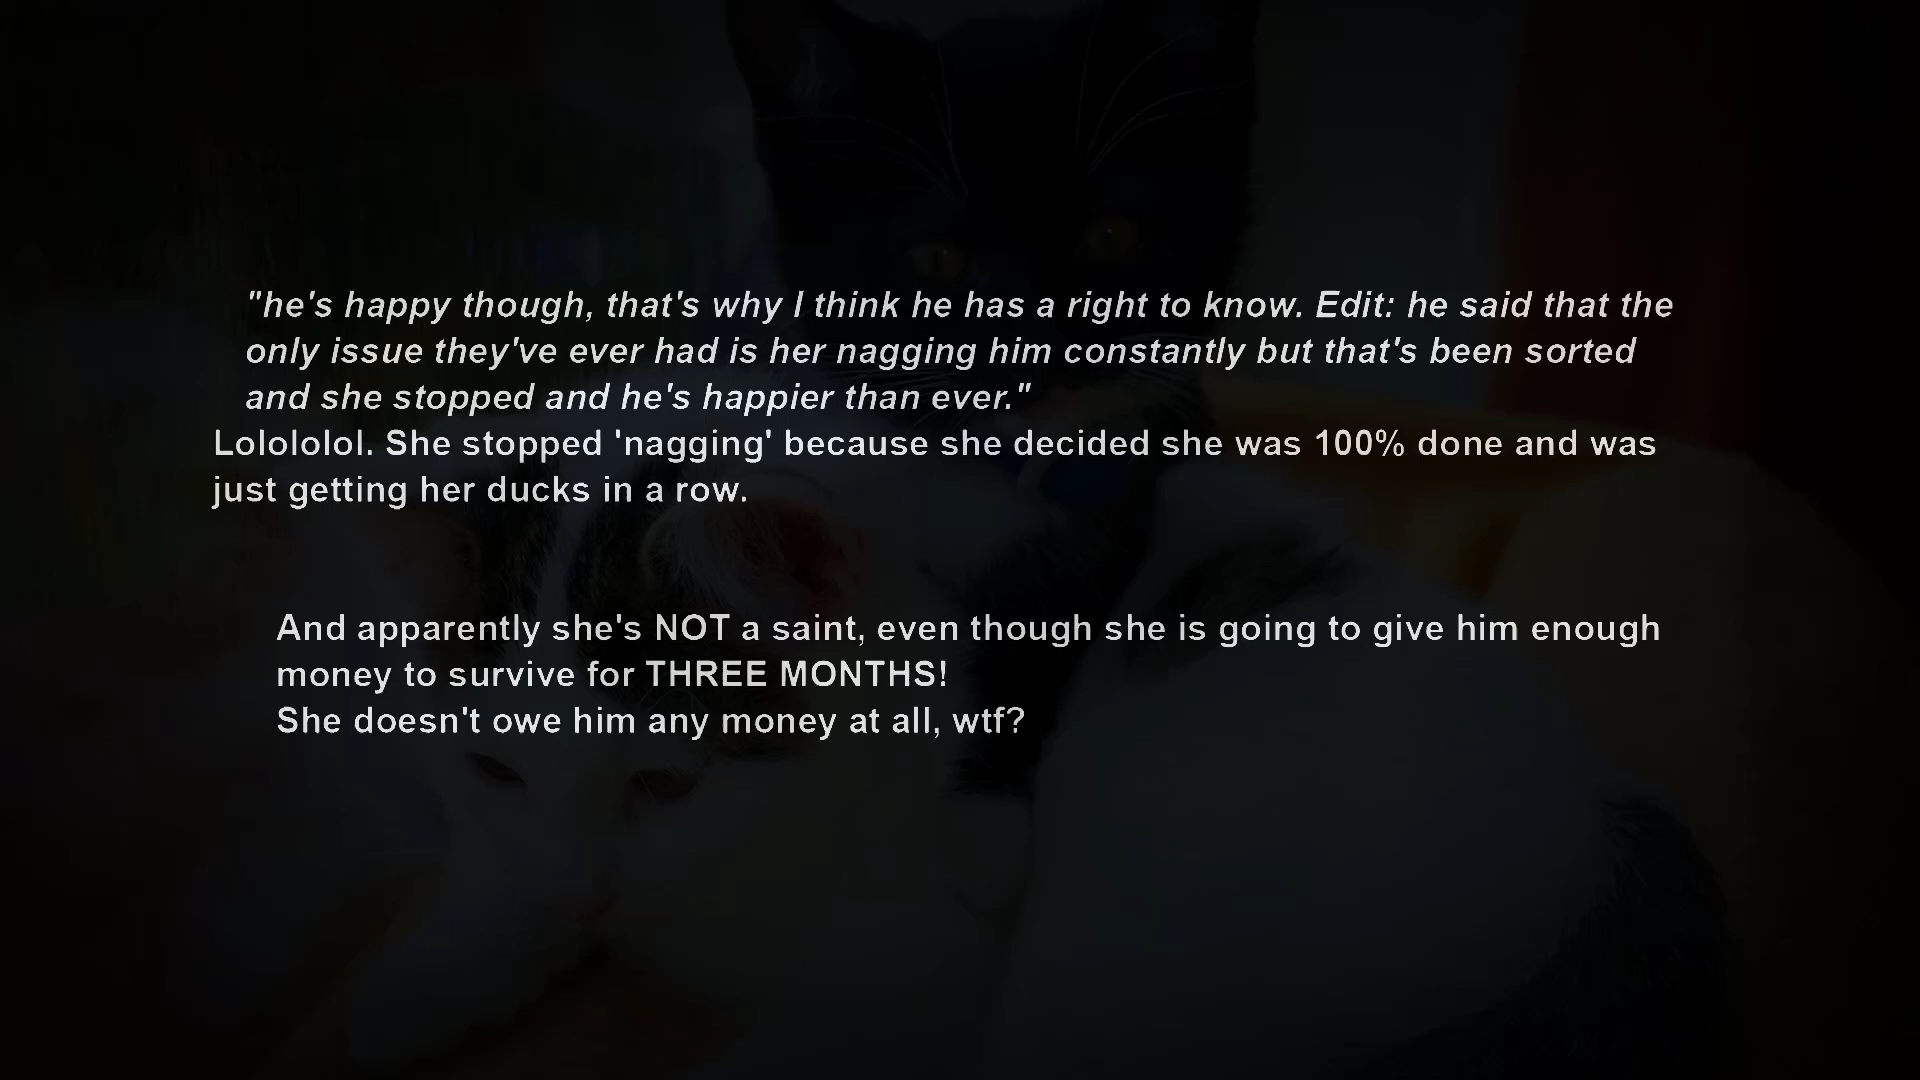 "he's happy though, that's why I think he has a right to know. Edit: he said that the
only issue they've ever had is her nagging him constantly but that's been sorted
and she stopped and he's happier than ever."
Lolololol. She stopped 'nagging' because she decided she was 100% done and was
just getting her ducks in a row.
And apparently she's NOT a saint, even though she is going to give him enough
money to survive for THREE MONTHS!
She doesn't owe him any money at all, wtf?